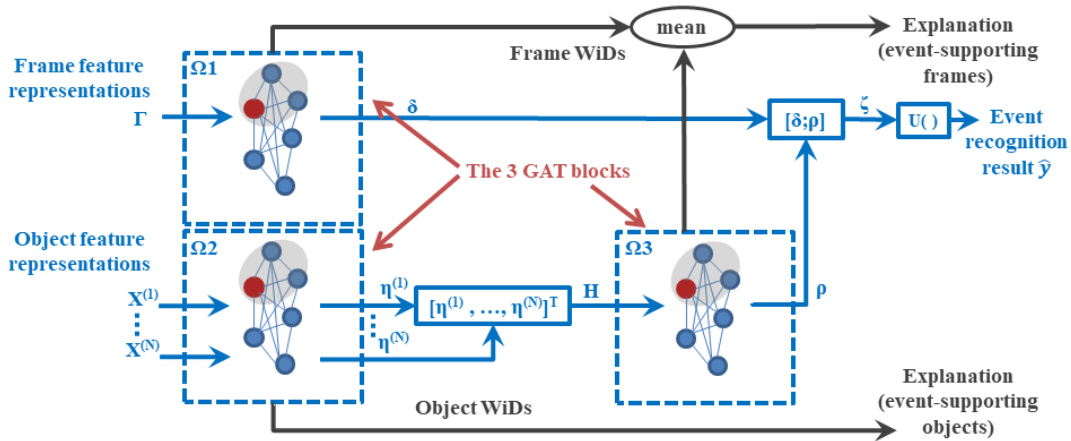 mean
Frame WiDs
Explanation
(event-supporting
frames)
Frame feature
representations
Γ
Ω1
δ
[δ;ρ]
ζ
U( )
Event
recognition
result ŷ
The 3 GAT blocks
Object feature
representations
X⁽¹⁾
X⁽ᴺ⁾
Ω2
η⁽¹⁾
η⁽ᴺ⁾
[η⁽¹⁾ , …, η⁽ᴺ⁾]ᵀ
H
Ω3
ρ
Object WiDs
Explanation
(event-supporting
objects)